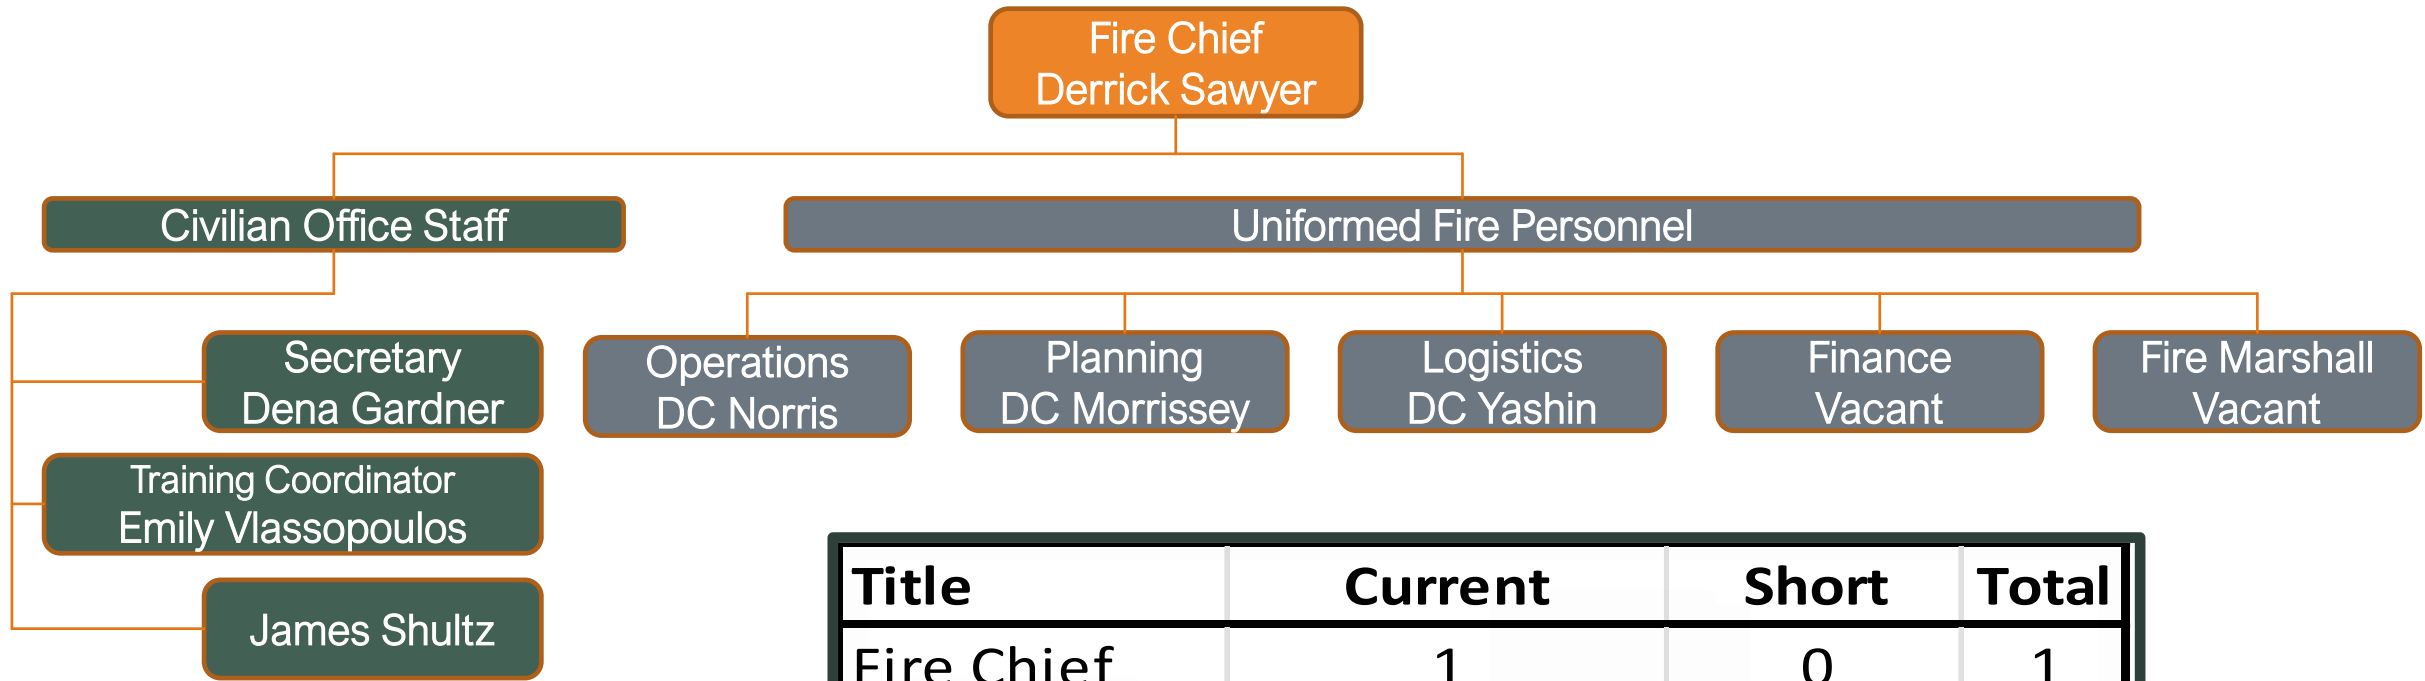 Fire Chief
Derrick Sawyer
Civilian Office Staff
Uniformed Fire Personnel
Secretary
Dena Gardner
Operations
DC Norris
Planning
DC Morrissey
Logistics
DC Yashin
Finance
Vacant
Fire Marshall
Vacant
Training Coordinator
Emily Vlassopoulos
James Shultz
Title Current Short Total
Fire Chief 1 0 1